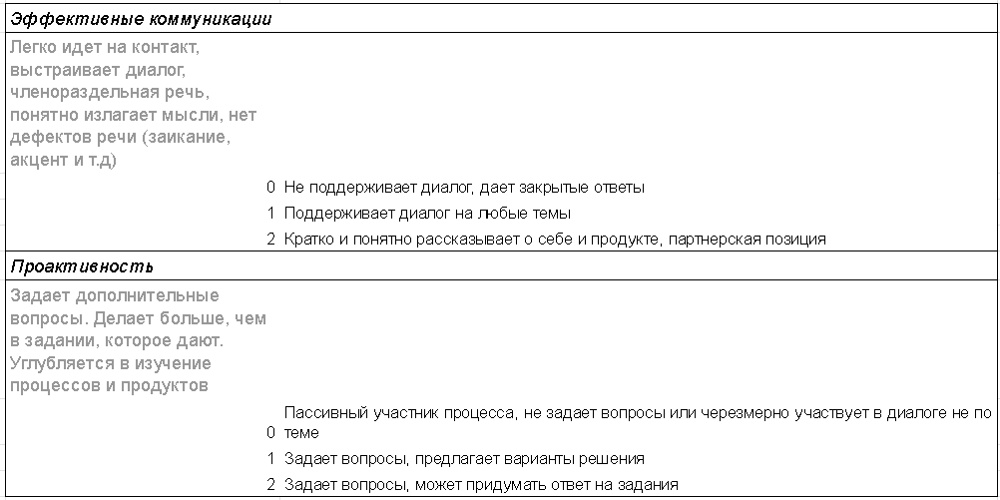 Эффективные коммуникации
Легко идет на контакт,
выстраивает диалог,
членораздельная речь,
понятно излагает мысли, нет
дефектов речи (заикание,
акцент и т.д)
0 Не поддерживает диалог, дает закрытые ответы
1 Поддерживает диалог на любые темы
2 Кратко и понятно рассказывает о себе и продукте, партнерская позиция
Проактивность
Задает дополнительные
вопросы. Делает больше, чем
в задании, которое дают.
Углубляется в изучение
процессов и продуктов
Пассивный участник процесса, не задает вопросы или черезмерно участвует в диалоге не по
0 теме
1 Задает вопросы, предлагает варианты решения
2 Задает вопросы, может придумать ответ на задания